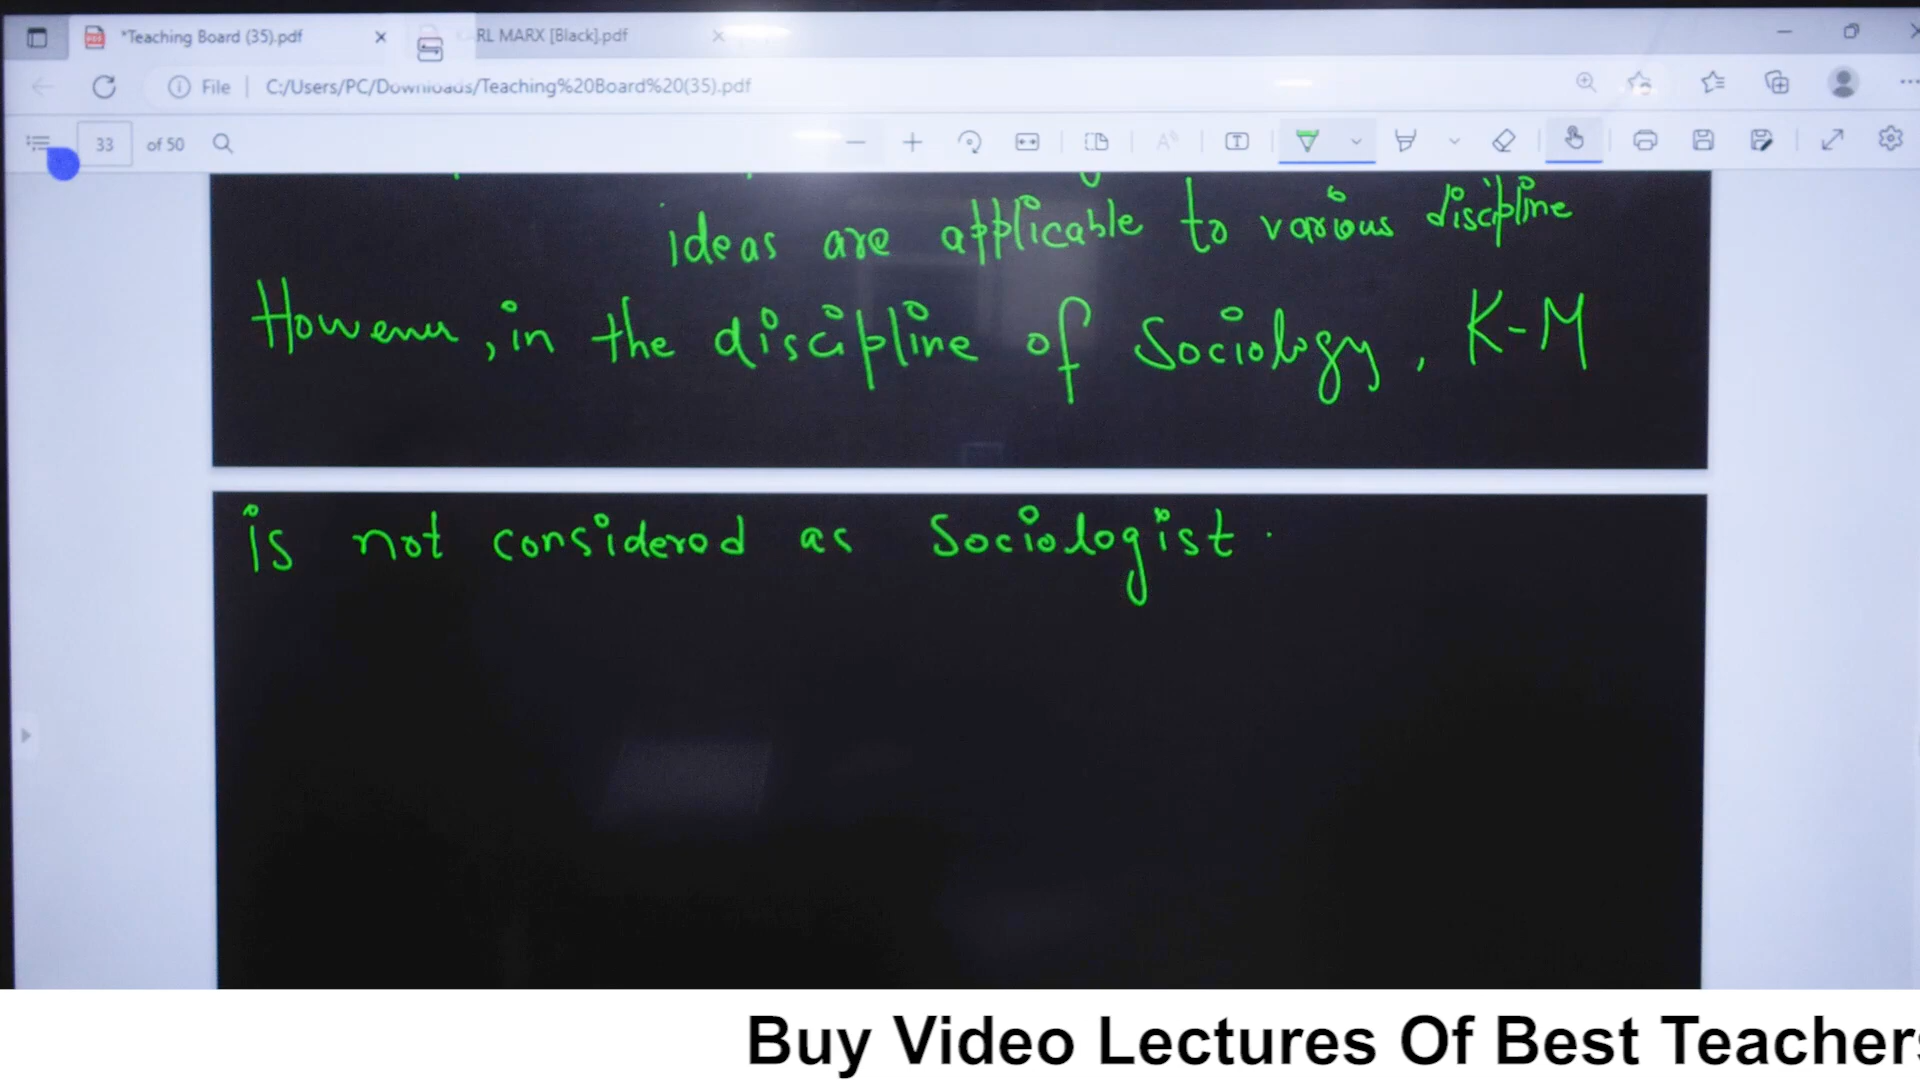 *Teaching Board (35).pdf
RL MARX [Black].pdf
File
C:/Users/PC/Downloads/Teaching%20Board%20(35).pdf
33 of 50
ideas are applicable to various discipline
However, in the discipline of Sociology, K-M
is not considered as Sociologist.
Buy Video Lectures Of Best Teachers